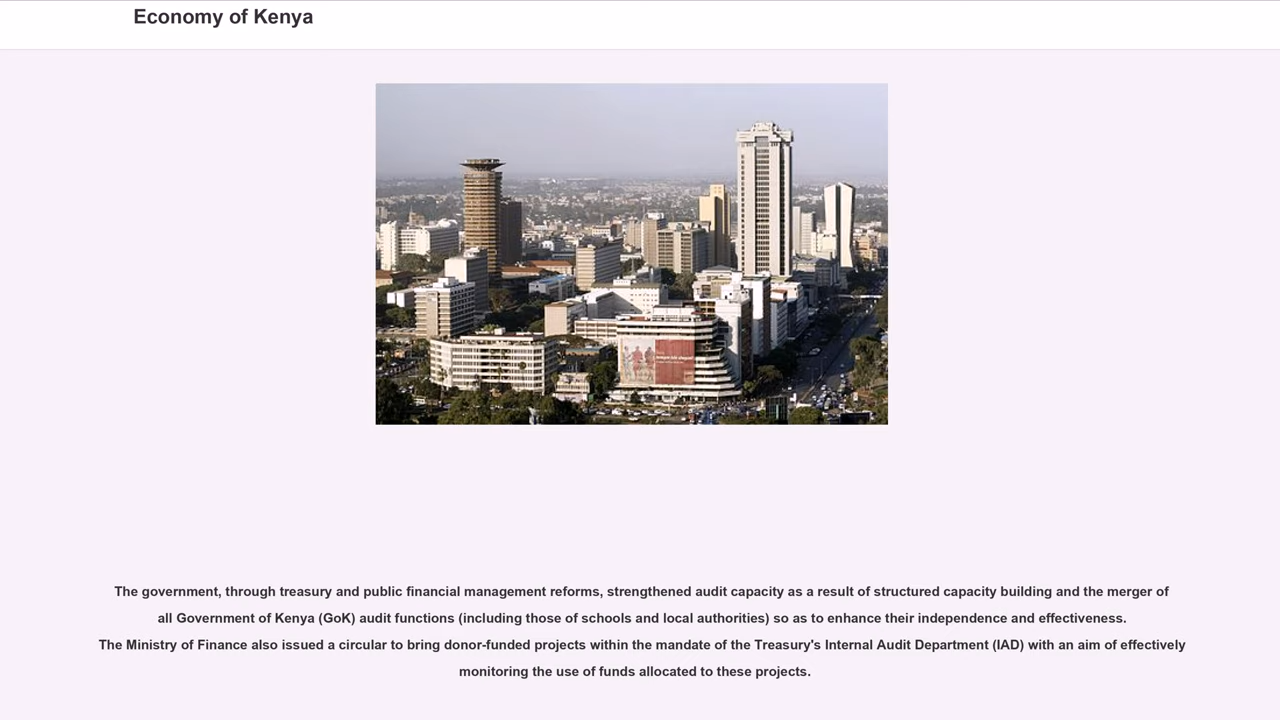 Economy of Kenya
The government, through treasury and public financial management reforms, strengthened audit capacity as a result of structured capacity building and the merger of
all Government of Kenya (GoK) audit functions (including those of schools and local authorities) so as to enhance their independence and effectiveness.
The Ministry of Finance also issued a circular to bring donor-funded projects within the mandate of the Treasury's Internal Audit Department (IAD) with an aim of effectively
monitoring the use of funds allocated to these projects.